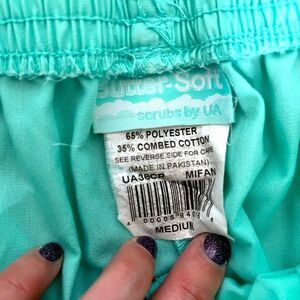 Butter-Soft
scrubs by UA
65% POLYESTER
35% COMBED COTTON
SEE REVERSE SIDE FOR CARE
(MADE IN PAKISTAN)
UA38CP MIFAN
MEDIUM